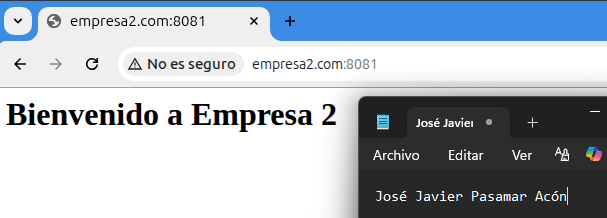 empresa2.com:8081
No es seguro
empresa2.com:8081
Bienvenido a Empresa 2
José Javier
Archivo
Editar
Ver
José Javier Pasamar Acón